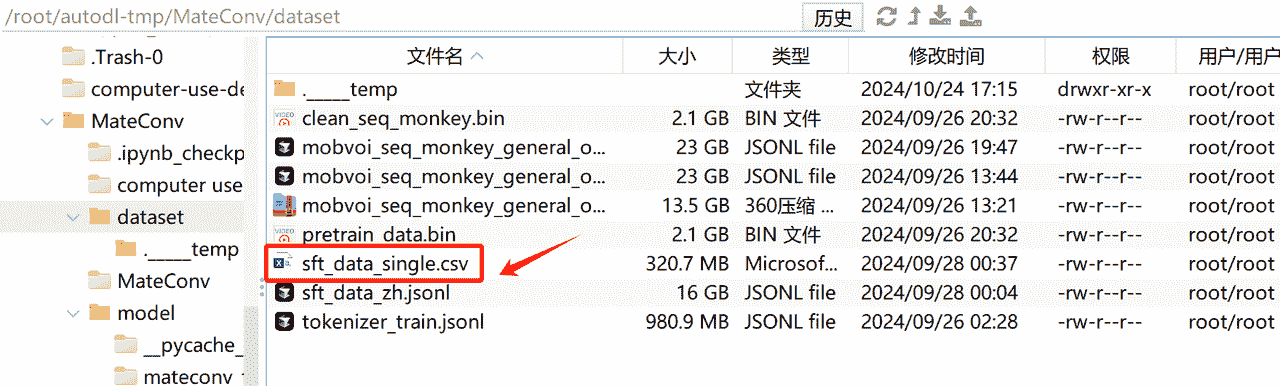 /root/autodl-tmp/MateConv/dataset 历史
.Trash-0
computer-use-de
MateConv
.ipynb_checkp
computer use
dataset
._____temp
MateConv
model
__pycache_
mateconv_
文件名 大小 类型 修改时间 权限 用户/用户
._____temp 文件夹 2024/10/24 17:15 drwxr-xr-x root/root
clean_seq_monkey.bin 2.1 GB BIN 文件 2024/09/26 20:32 -rw-r--r-- root/root
mobvoi_seq_monkey_general_o... 23 GB JSONL file 2024/09/26 19:47 -rw-r--r-- root/root
mobvoi_seq_monkey_general_o... 23 GB JSONL file 2024/09/26 13:44 -rw-r--r-- root/root
mobvoi_seq_monkey_general_o... 13.5 GB 360压缩 ... 2024/09/26 13:21 -rw-r--r-- root/root
pretrain_data.bin 2.1 GB BIN 文件 2024/09/26 20:32 -rw-r--r-- root/root
sft_data_single.csv 320.7 MB Microsof... 2024/09/28 00:37 -rw-r--r-- root/root
sft_data_zh.jsonl 16 GB JSONL file 2024/09/28 00:04 -rw-r--r-- root/root
tokenizer_train.jsonl 980.9 MB JSONL file 2024/09/26 02:28 -rw-r--r-- root/root